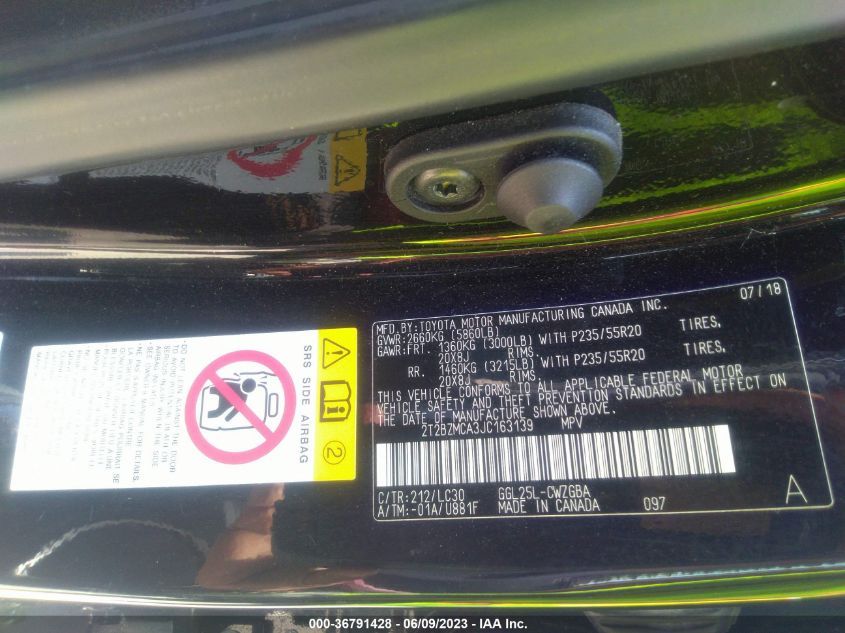 07/18
MFD.BY:TOYOTA MOTOR MANUFACTURING CANADA INC.
GVWR:2660KG (5860LB)
GAWR:FRT. 1360KG (3000LB) WITH P235/55R20 TIRES,
20X8J RIMS.
RR. 1460KG (3215LB) WITH P235/55R20 TIRES,
20X8J RIMS
THIS VEHICLE CONFORMS TO ALL APPLICABLE FEDERAL MOTOR
VEHICLE SAFETY AND THEFT PREVENTION STANDARDS IN EFFECT ON
THE DATE OF MANUFACTURE SHOWN ABOVE.
2T2BZMCA3JC163139 MPV
C/TR:212/LC30 GGL25L-CWZGBA
A/TM:-01A/U881F MADE IN CANADA 097 A
SRS SIDE AIRBAG
2
000-36791428 - 06/09/2023 - IAA Inc.